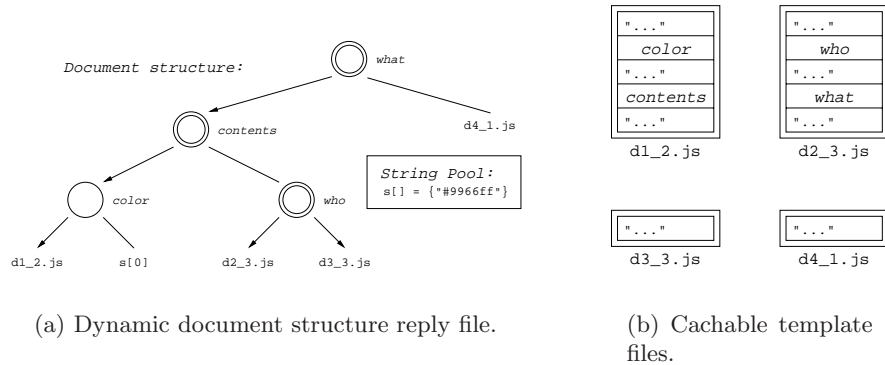 Document structure:
what
contents
d4_1.js
String Pool:
s[] = {"#9966ff"}
color
who
d1_2.js
s[0]
d2_3.js
d3_3.js
(a) Dynamic document structure reply file.
"..."
color
"..."
contents
"..."
d1_2.js
"..."
who
"..."
what
"..."
d2_3.js
"..."
d3_3.js
"..."
d4_1.js
(b) Cachable template
files.